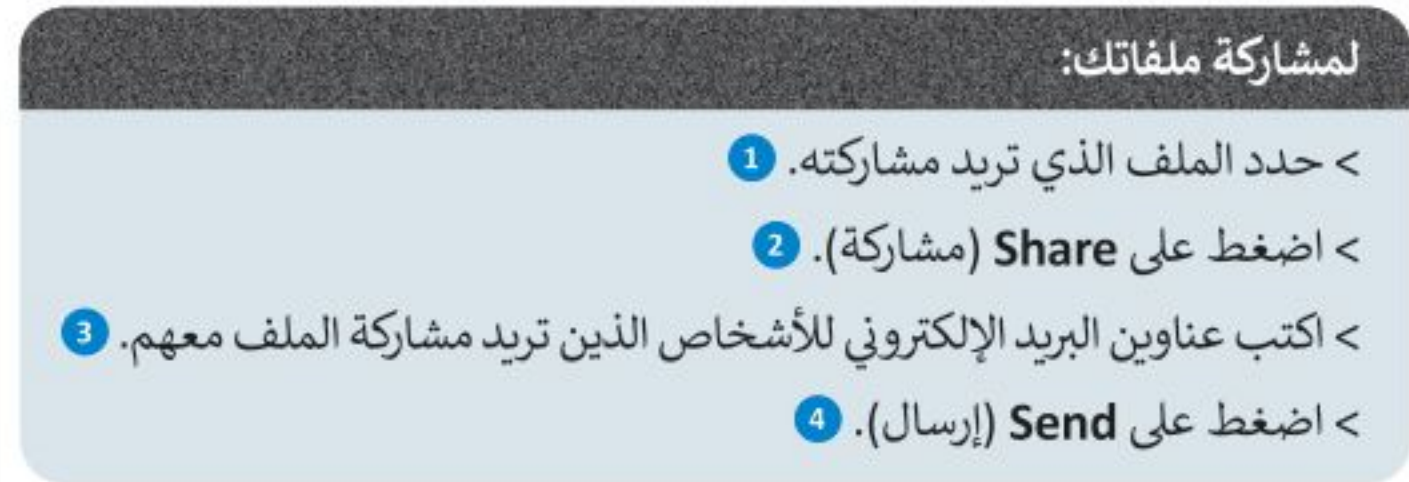 لمشاركة ملفاتك:
> حدد الملف الذي تريد مشاركته. 1
> اضغط على Share (مشاركة). 2
> اكتب عناوين البريد الإلكتروني للأشخاص الذين تريد مشاركة الملف معهم. 3
> اضغط على Send (إرسال). 4